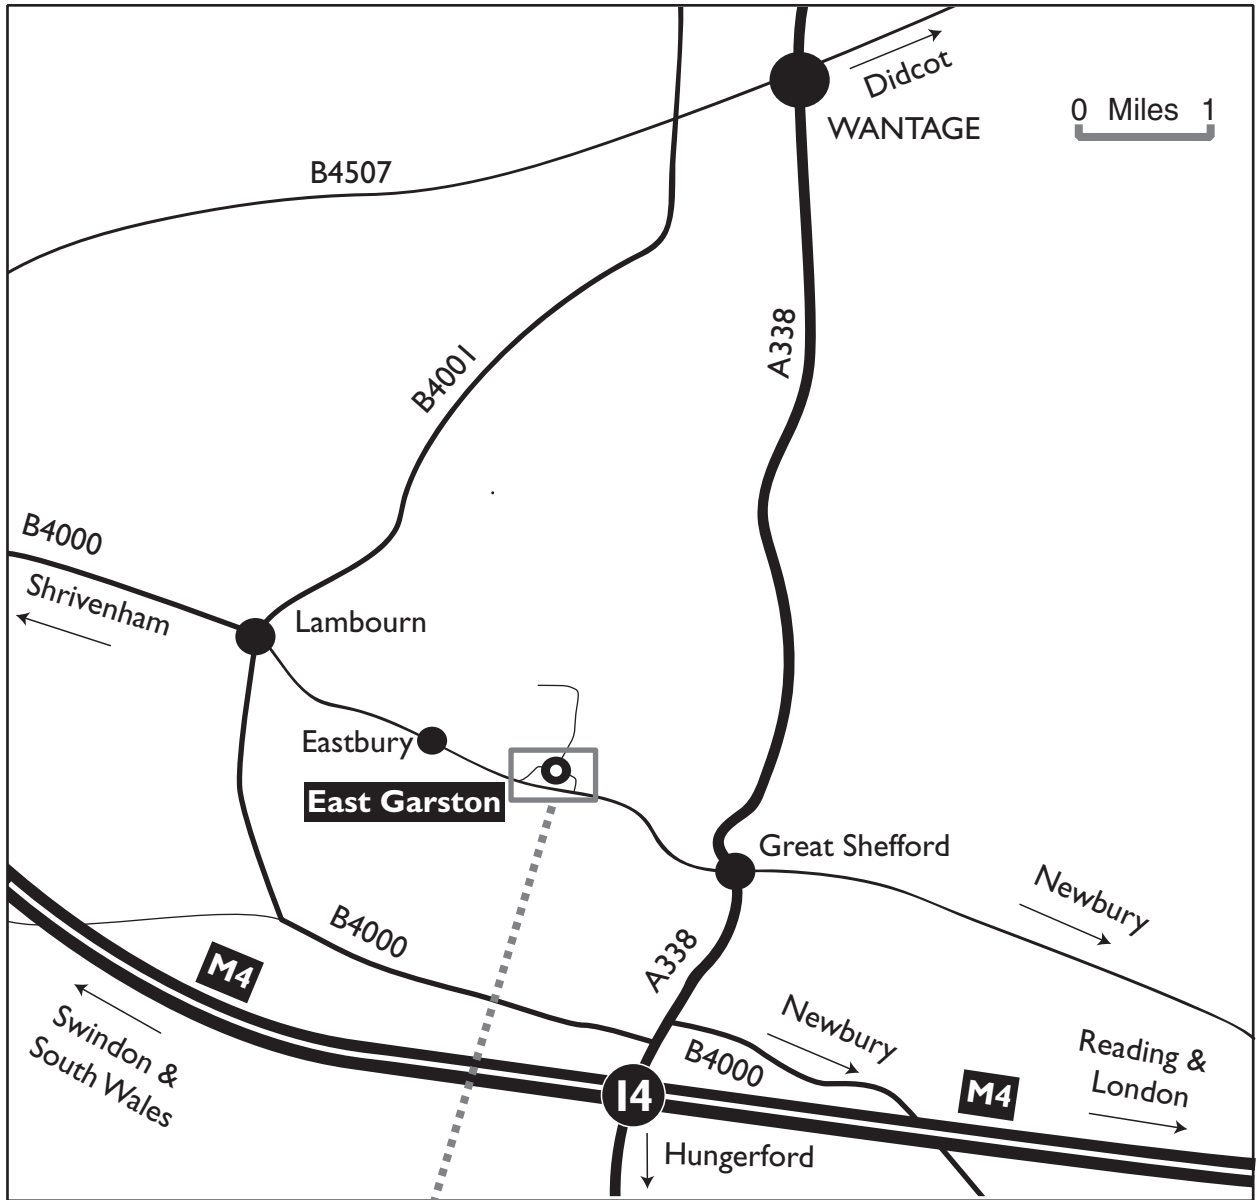 Didcot
0 Miles 1
WANTAGE
B4507
A338
B4001
B4000
Shrivenham
Lambourn
Eastbury
East Garston
Great Shefford
Newbury
B4000
A338
M4
Swindon &
South Wales
Newbury
B4000
Reading &
London
M4
14
Hungerford